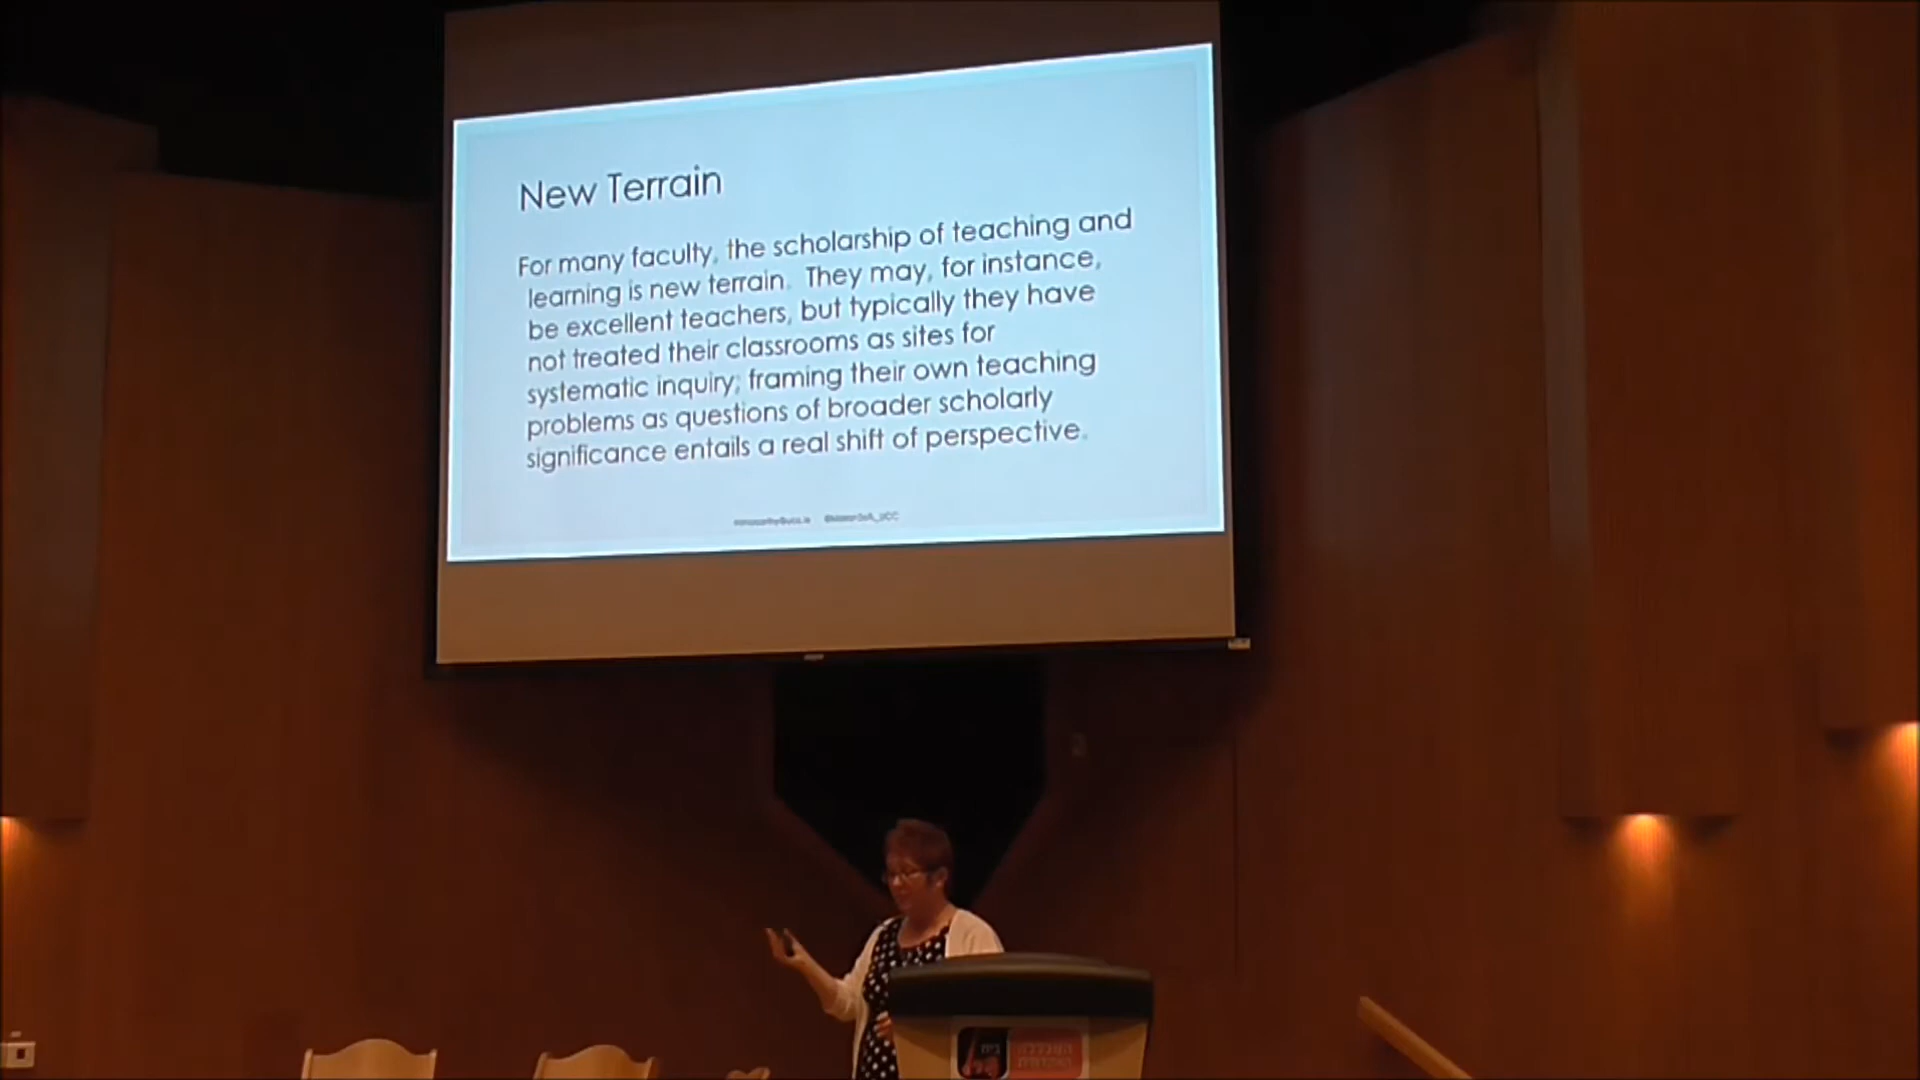 New Terrain
For many faculty, the scholarship of teaching and
learning is new terrain. They may, for instance,
be excellent teachers, but typically they have
not treated their classrooms as sites for
systematic inquiry; framing their own teaching
problems as questions of broader scholarly
significance entails a real shift of perspective.
בית
המכללה